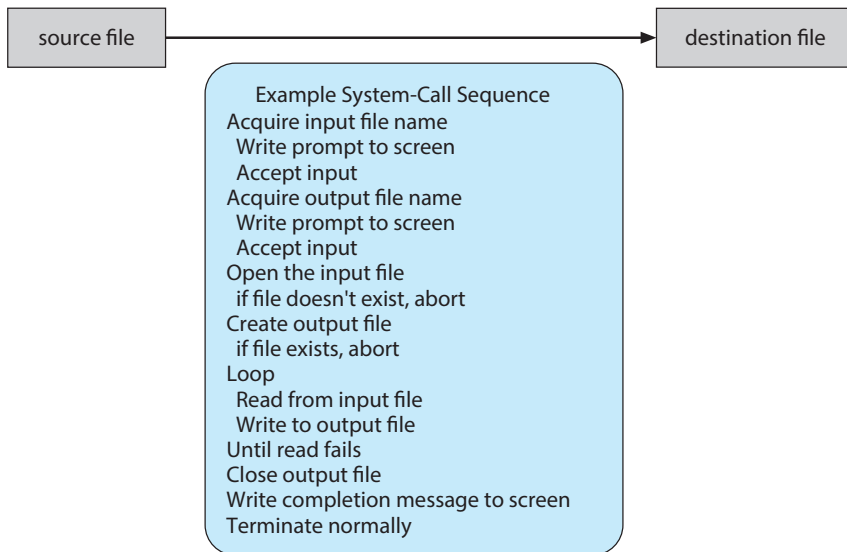 source file
destination file
Example System-Call Sequence
Acquire input file name
Write prompt to screen
Accept input
Acquire output file name
Write prompt to screen
Accept input
Open the input file
if file doesn't exist, abort
Create output file
if file exists, abort
Loop
Read from input file
Write to output file
Until read fails
Close output file
Write completion message to screen
Terminate normally